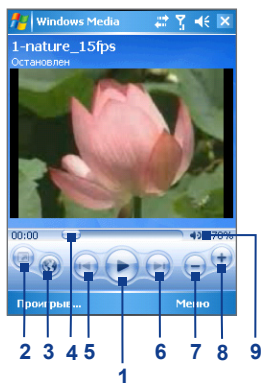 Windows Media
1-nature_15fps
Остановлен
00:00 70%
Проигрыв... Меню
2 3 4 5 1 6 7 8 9